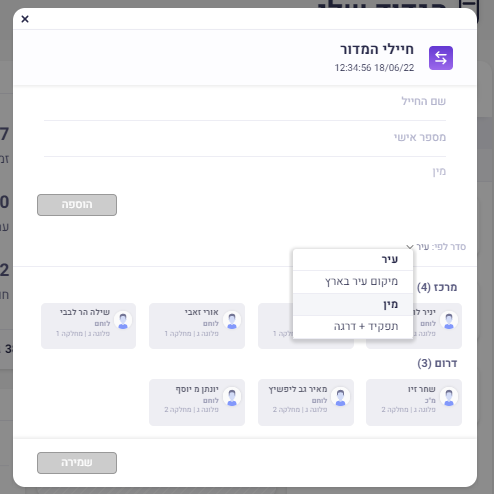 חיילי המדור
12:34:56 18/06/22
שם החייל
מספר אישי
מין
הוספה
סדר לפי: עיר
עיר
מיקום עיר בארץ
מין
תפקיד + דרגה
מרכז (4)
יניר
לוחם
אורי זאבי
לוחם
פלוגה ג | מחלקה 1
שילה הר לבבי
לוחם
פלוגה ג | מחלקה 1
דרום (3)
שחר זיו
מ"כ
פלוגה ג | מחלקה 2
מאיר גב ליפשיץ
לוחם
פלוגה ג | מחלקה 2
יונתן מ יוסף
לוחם
פלוגה ג | מחלקה 2
שמירה